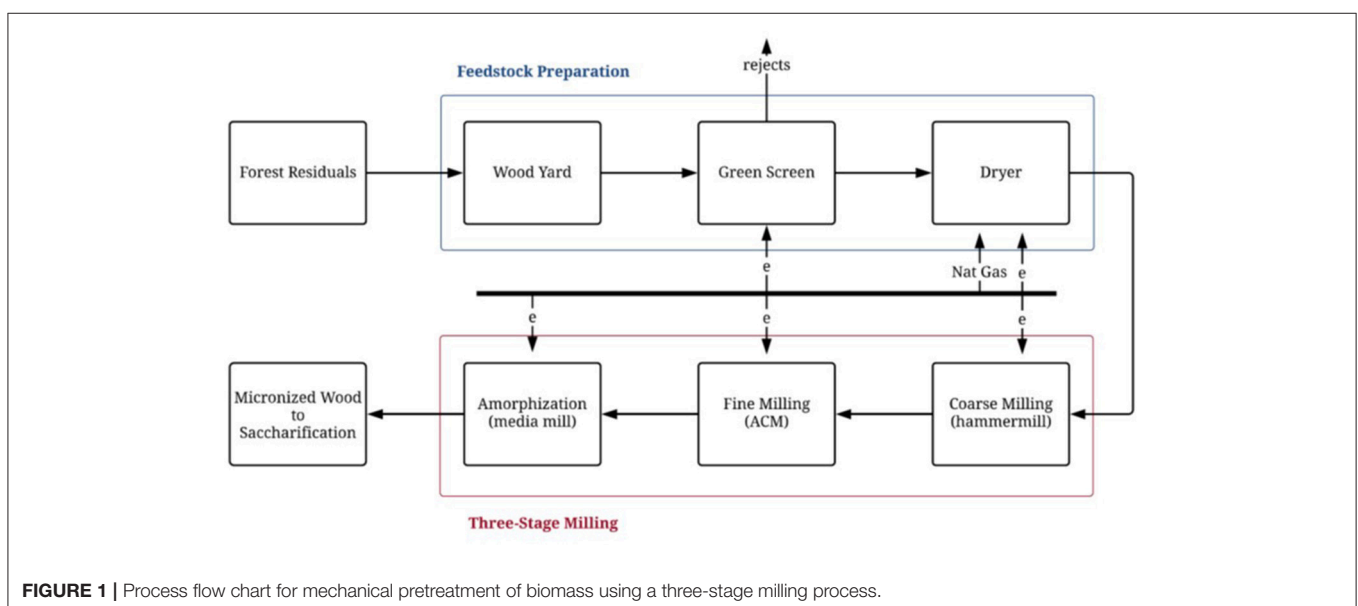 Feedstock Preparation
rejects
Forest Residuals
Wood Yard
Green Screen
Dryer
e
Nat Gas
e
e
e
e
Micronized Wood
to
Saccharification
Amorphization
(media mill)
Fine Milling
(ACM)
Coarse Milling
(hammermill)
Three-Stage Milling
FIGURE 1 | Process flow chart for mechanical pretreatment of biomass using a three-stage milling process.